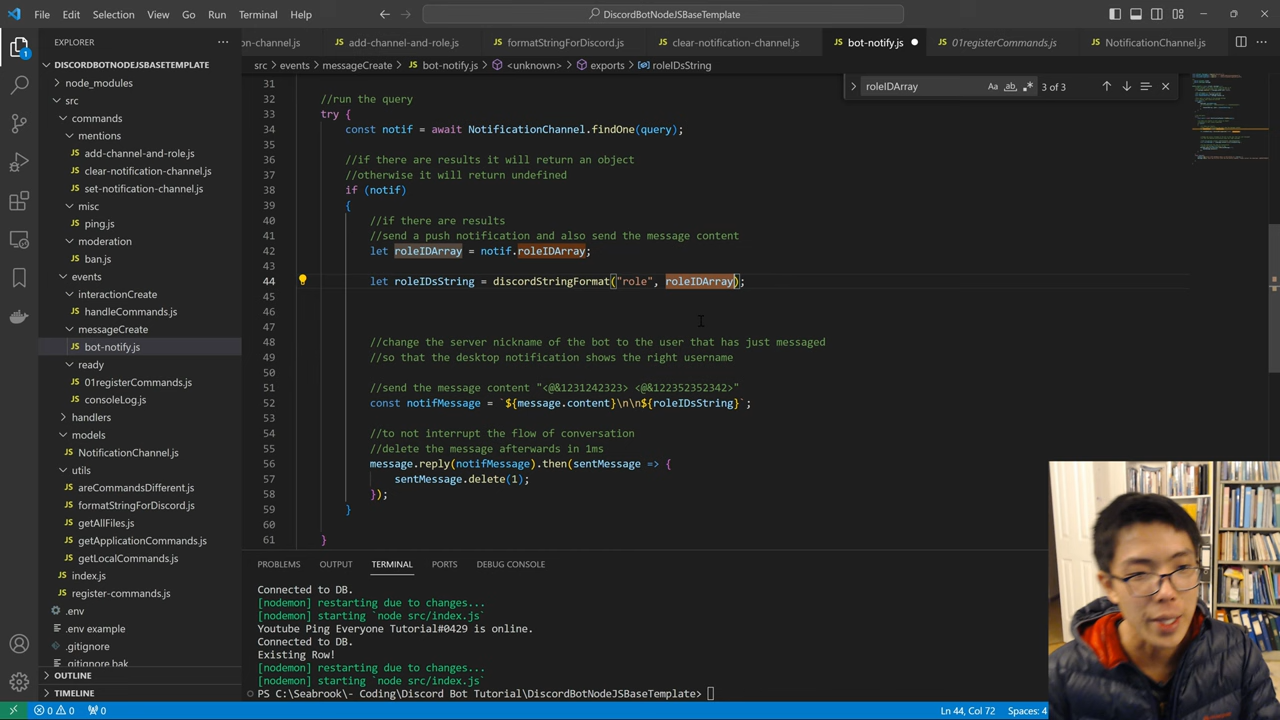 File Edit Selection View Go Run Terminal Help
DiscordBotNodeJSBaseTemplate
EXPLORER
on-channel.js add-channel-and-role.js formatStringForDiscord.js clear-notification-channel.js bot-notify.js 01registerCommands.js NotificationChannel.js
src > events > messageCreate > bot-notify.js > <unknown> > exports > roleIDsString
roleIDArray Aa ab 3 of 3
DISCORDBOTNODEJSBASETEMPLATE
node_modules
src
commands
mentions
add-channel-and-role.js
clear-notification-channel.js
set-notification-channel.js
misc
ping.js
moderation
ban.js
events
interactionCreate
handleCommands.js
messageCreate
bot-notify.js
ready
01registerCommands.js
consoleLog.js
handlers
models
NotificationChannel.js
utils
areCommandsDifferent.js
formatStringForDiscord.js
getAllFiles.js
getApplicationCommands.js
getLocalCommands.js
index.js
register-commands.js
.env
.env example
.gitignore
.gitignore bak
OUTLINE
TIMELINE
31
32 //run the query
33 try {
34 const notif = await NotificationChannel.findOne(query);
35
36 //if there are results it will return an object
37 //otherwise it will return undefined
38 if (notif)
39 {
40 //if there are results
41 //send a push notification and also send the message content
42 let roleIDArray = notif.roleIDArray;
43
44 let roleIDsString = discordStringFormat("role", roleIDArray);
45
46
47
48 //change the server nickname of the bot to the user that has just messaged
49 //so that the desktop notification shows the right username
50
51 //send the message content "<@&1231242323> <@&122352352342>"
52 const notifMessage = `${message.content}\n\n${roleIDsString}`;
53
54 //to not interrupt the flow of conversation
55 //delete the message afterwards in 1ms
56 message.reply(notifMessage).then(sentMessage => {
57 sentMessage.delete(1);
58 });
59 }
60
61 }
PROBLEMS OUTPUT TERMINAL PORTS DEBUG CONSOLE
Connected to DB.
[nodemon] restarting due to changes...
[nodemon] starting `node src/index.js`
Youtube Ping Everyone Tutorial#0429 is online.
Connected to DB.
Existing Row!
[nodemon] restarting due to changes...
[nodemon] starting `node src/index.js`
PS C:\Seabrook\- Coding\Discord Bot Tutorial\DiscordBotNodeJSBaseTemplate>
0 0 0 Ln 44, Col 72 Spaces: 4